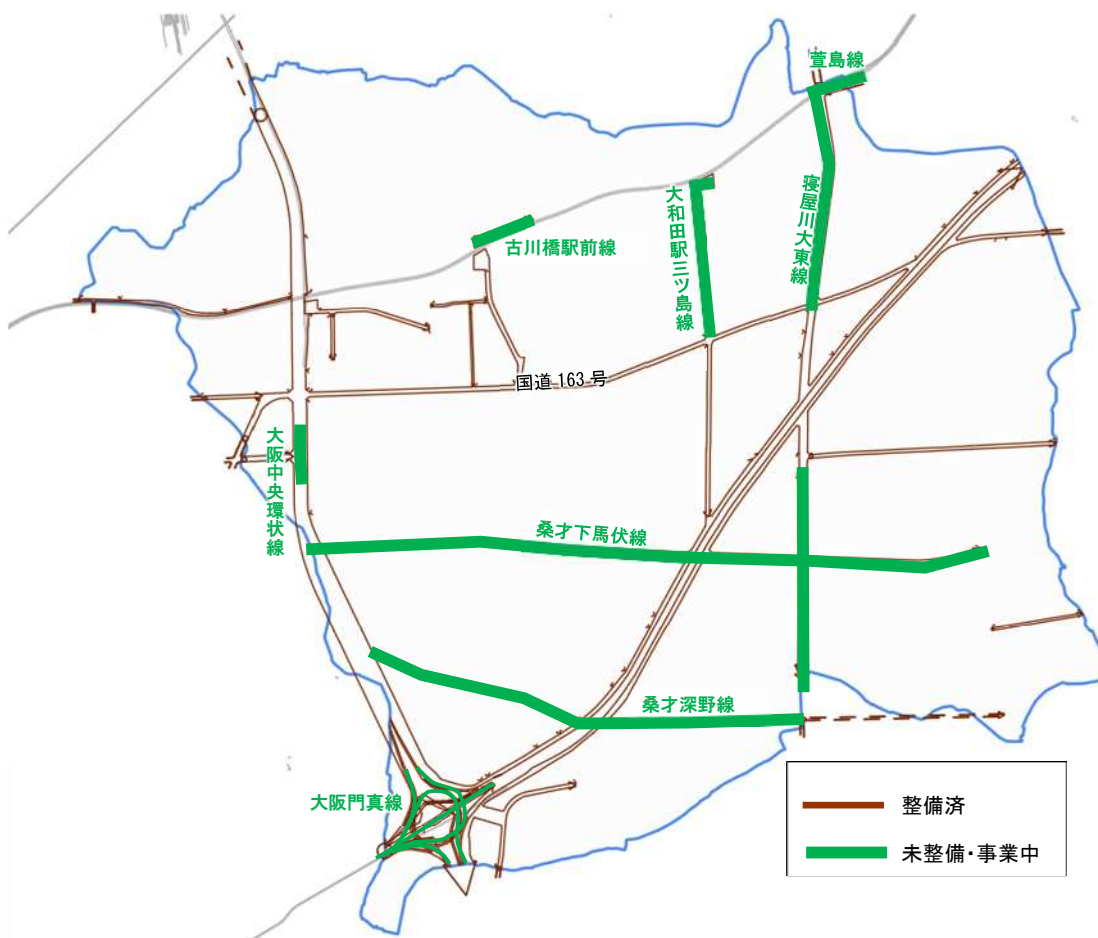 萱島線
大和田駅三ツ島線
寝屋川大東線
古川橋駅前線
国道 163 号
大阪中央環状線
桑才下馬伏線
桑才深野線
大阪門真線
整備済
未整備・事業中